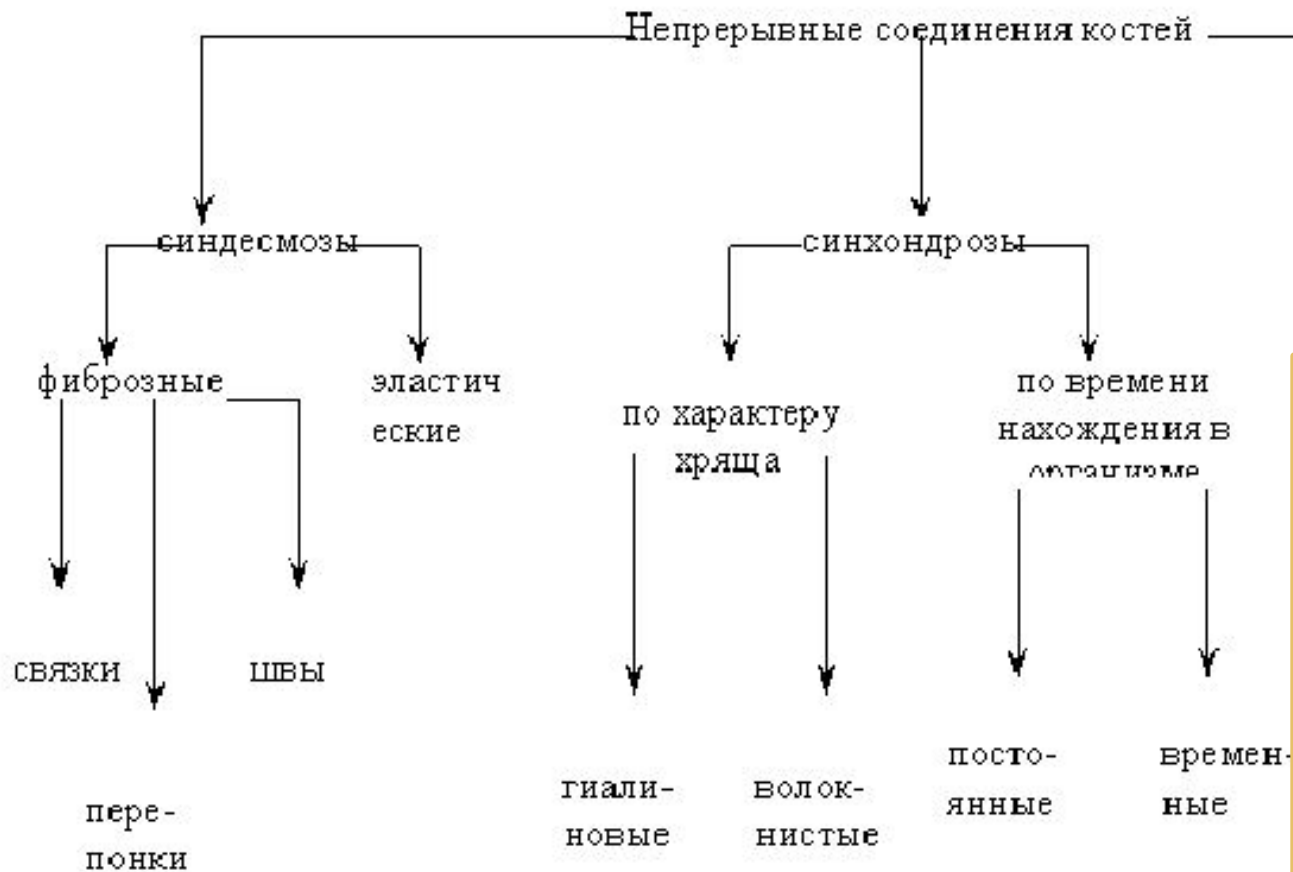 Непрерывные соединения костей
синдесмозы
синхондрозы
фиброзные
эластич
еские
по характеру
хряща
по времени
нахождения в
организме
связки
швы
пере-
понки
гиали-
новые
волок-
нистые
посто-
янные
времен-
ные